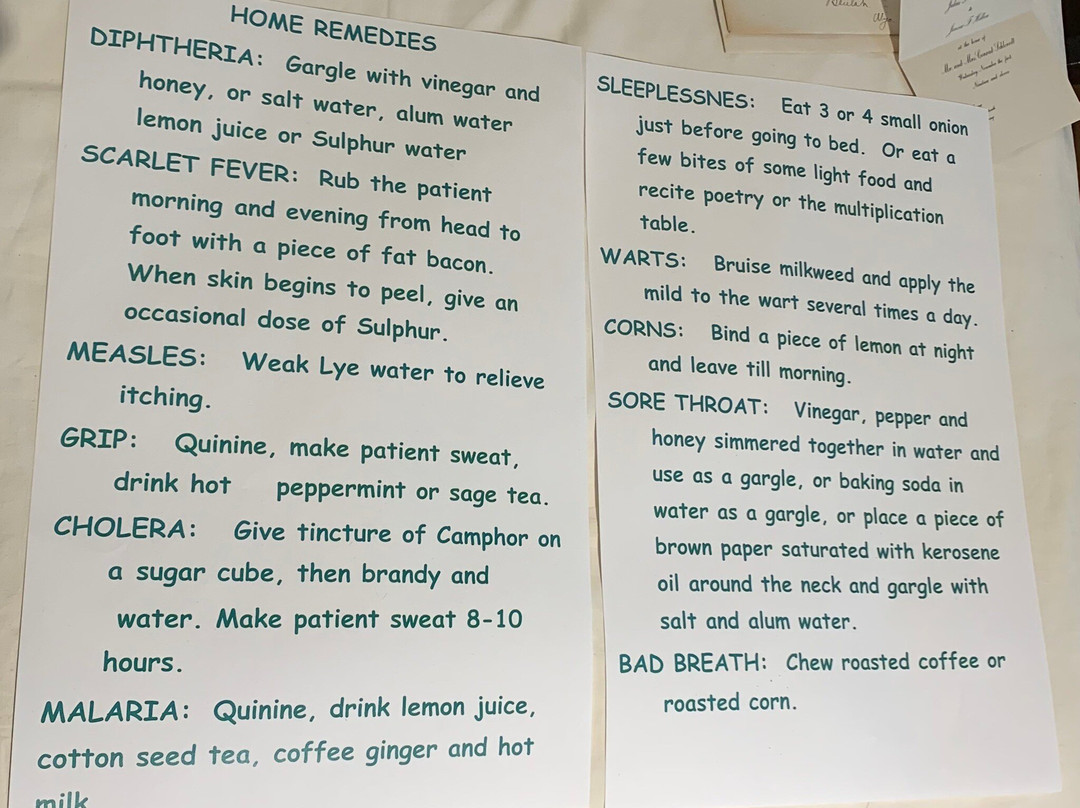 HOME REMEDIES
DIPHTHERIA: Gargle with vinegar and
honey, or salt water, alum water
lemon juice or Sulphur water
SCARLET FEVER: Rub the patient
morning and evening from head to
foot with a piece of fat bacon.
When skin begins to peel, give an
occasional dose of Sulphur.
MEASLES: Weak Lye water to relieve
itching.
GRIP: Quinine, make patient sweat,
drink hot peppermint or sage tea.
CHOLERA: Give tincture of Camphor on
a sugar cube, then brandy and
water. Make patient sweat 8-10
hours.
MALARIA: Quinine, drink lemon juice,
cotton seed tea, coffee ginger and hot
milk
SLEEPLESSNES: Eat 3 or 4 small onion
just before going to bed. Or eat a
few bites of some light food and
recite poetry or the multiplication
table.
WARTS: Bruise milkweed and apply the
mild to the wart several times a day.
CORNS: Bind a piece of lemon at night
and leave till morning.
SORE THROAT: Vinegar, pepper and
honey simmered together in water and
use as a gargle, or baking soda in
water as a gargle, or place a piece of
brown paper saturated with kerosene
oil around the neck and gargle with
salt and alum water.
BAD BREATH: Chew roasted coffee or
roasted corn.
Wyo.
at the home of
Mr. and Mrs.